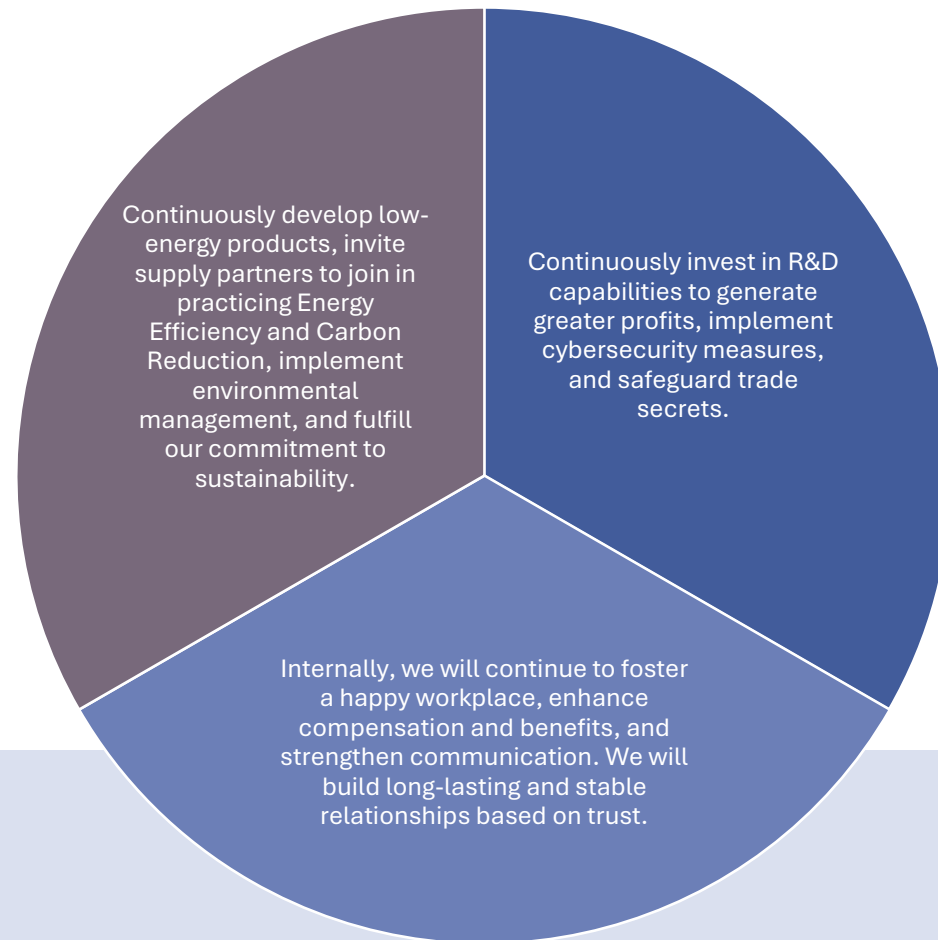 Continuously develop low-
energy products, invite
supply partners to join in
practicing Energy
Efficiency and Carbon
Reduction, implement
environmental
management, and fulfill
our commitment to
sustainability.
Continuously invest in R&D
capabilities to generate
greater profits, implement
cybersecurity measures,
and safeguard trade
secrets.
Internally, we will continue to foster
a happy workplace, enhance
compensation and benefits, and
strengthen communication. We will
build long-lasting and stable
relationships based on trust.